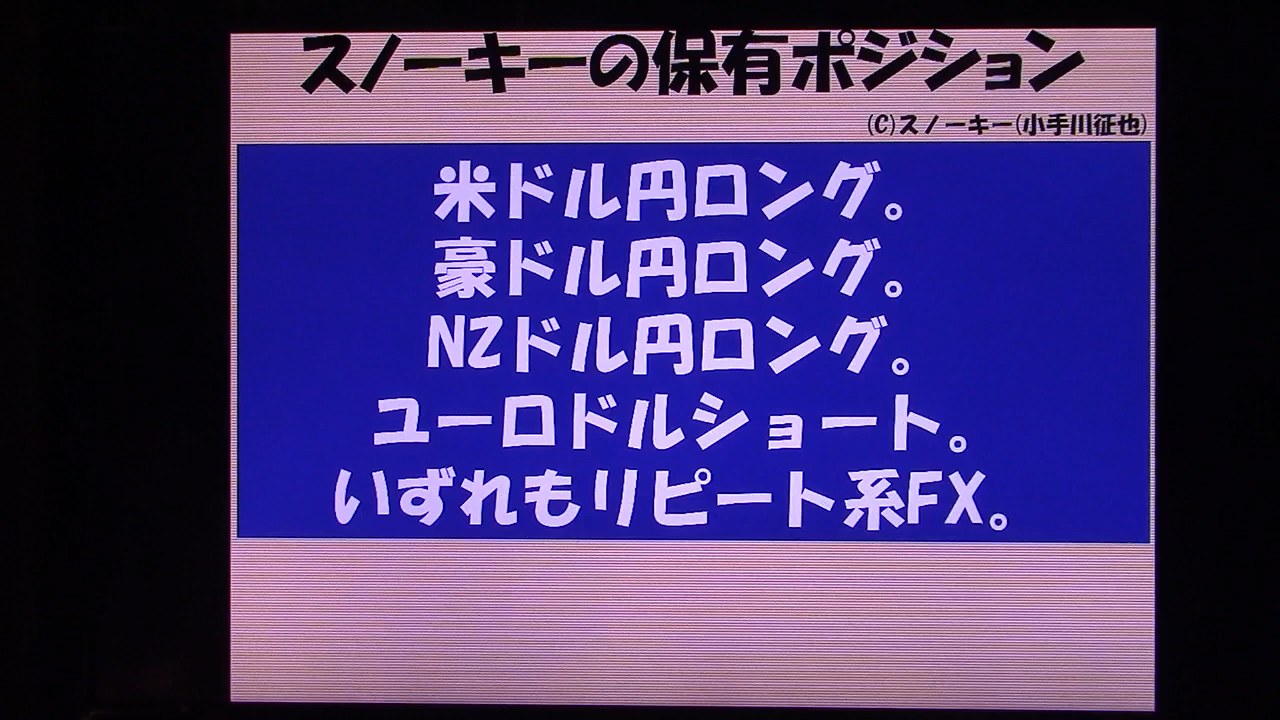 スノーキーの保有ポジション
(C)スノーキー(小手川征也)
米ドル円ロング。
豪ドル円ロング。
NZドル円ロング。
ユーロドルショート。
いずれもリピート系FX。